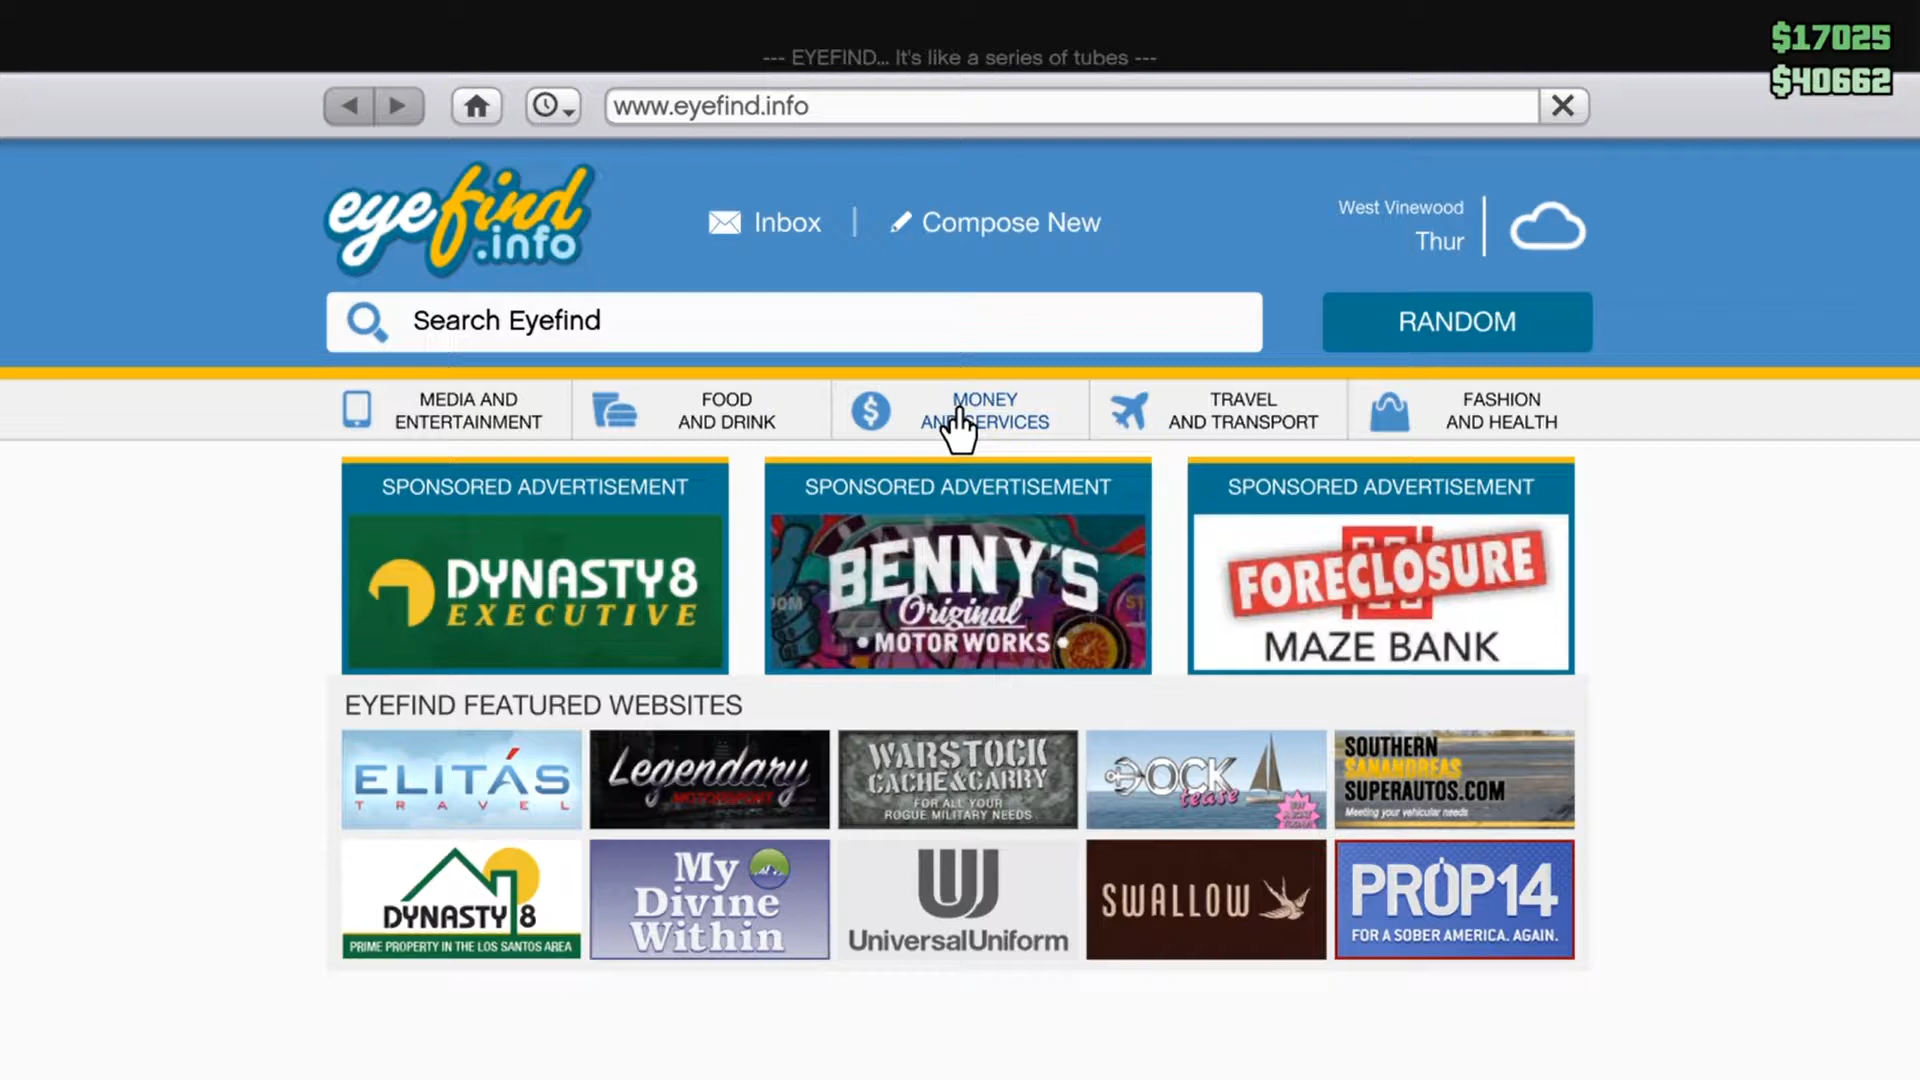 $17025
--- EYEFIND... It's like a series of tubes ---
$40662
www.eyefind.info
eyefind
.info
Inbox
Compose New
West Vinewood
Thur
Search Eyefind
RANDOM
MEDIA AND
ENTERTAINMENT
FOOD
AND DRINK
MONEY
AND SERVICES
TRAVEL
AND TRANSPORT
FASHION
AND HEALTH
SPONSORED ADVERTISEMENT
DYNASTY8
EXECUTIVE
SPONSORED ADVERTISEMENT
BENNY'S
Original
•MOTORWORKS•
SPONSORED ADVERTISEMENT
FORECLOSURE
MAZE BANK
EYEFIND FEATURED WEBSITES
ELITÁS
TRAVEL
Legendary
MOTORSPORT
WARSTOCK
CACHE&CARRY
FOR ALL YOUR
ROGUE MILITARY NEEDS
DOCK
tease
SOUTHERN
SANANDREAS
SUPERAUTOS.COM
Meeting your vehicular needs
DYNASTY 8
PRIME PROPERTY IN THE LOS SANTOS AREA
My
Divine
Within
UniversalUniform
SWALLOW
PROP14
FOR A SOBER AMERICA. AGAIN.